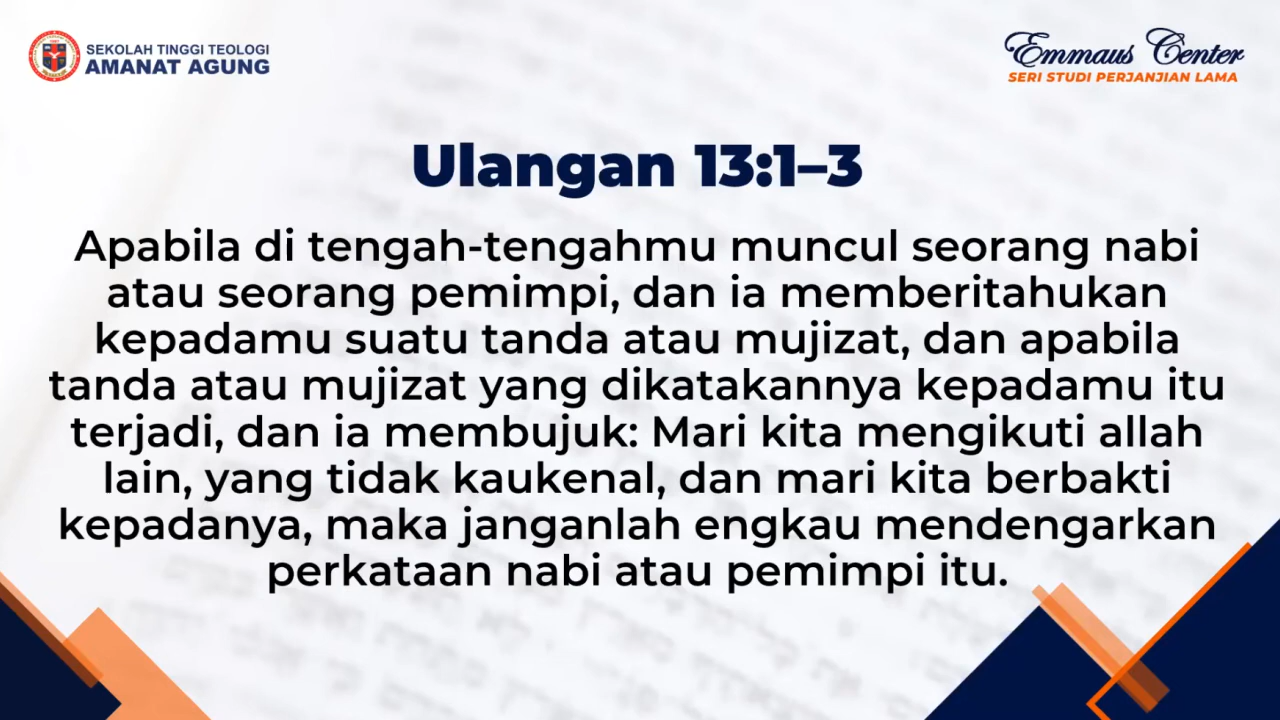 SEKOLAH TINGGI TEOLOGI
AMANAT AGUNG
Emmaus Center
SERI STUDI PERJANJIAN LAMA
Ulangan 13:1–3
Apabila di tengah-tengahmu muncul seorang nabi
atau seorang pemimpi, dan ia memberitahukan
kepadamu suatu tanda atau mujizat, dan apabila
tanda atau mujizat yang dikatakannya kepadamu itu
terjadi, dan ia membujuk: Mari kita mengikuti allah
lain, yang tidak kaukenal, dan mari kita berbakti
kepadanya, maka janganlah engkau mendengarkan
perkataan nabi atau pemimpi itu.